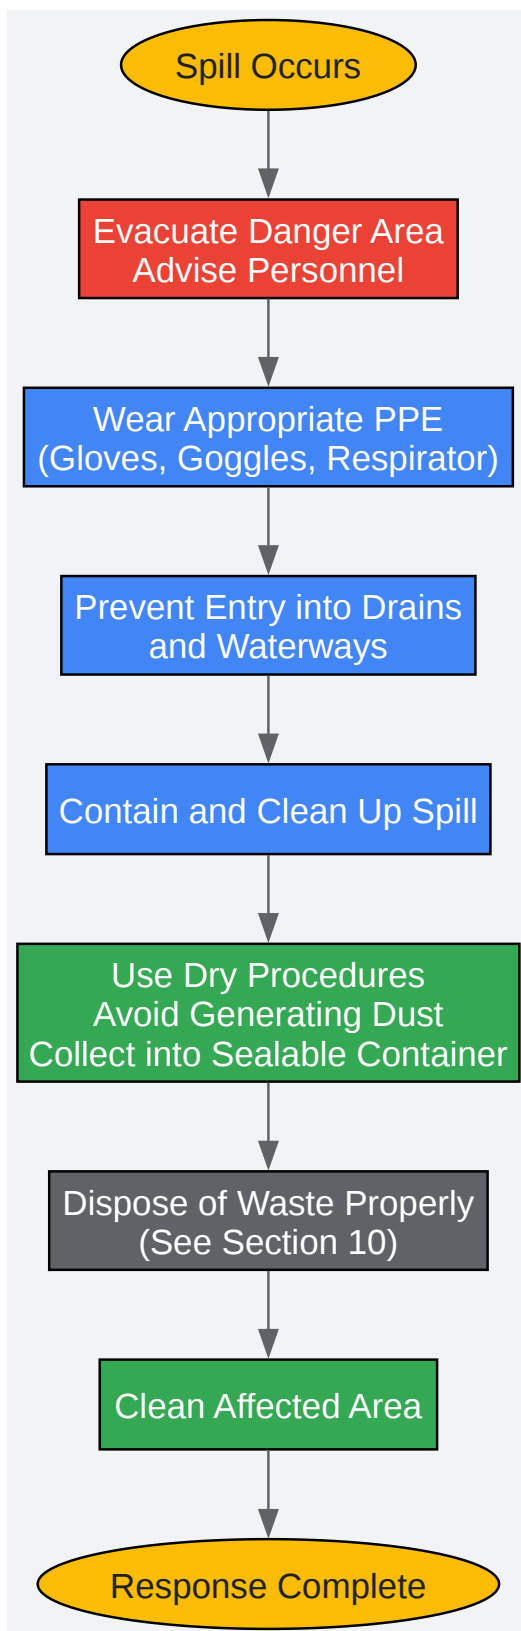 Spill Occurs
Evacuate Danger Area
Advise Personnel
Wear Appropriate PPE
(Gloves, Goggles, Respirator)
Prevent Entry into Drains
and Waterways
Contain and Clean Up Spill
Use Dry Procedures
Avoid Generating Dust
Collect into Sealable Container
Dispose of Waste Properly
(See Section 10)
Clean Affected Area
Response Complete